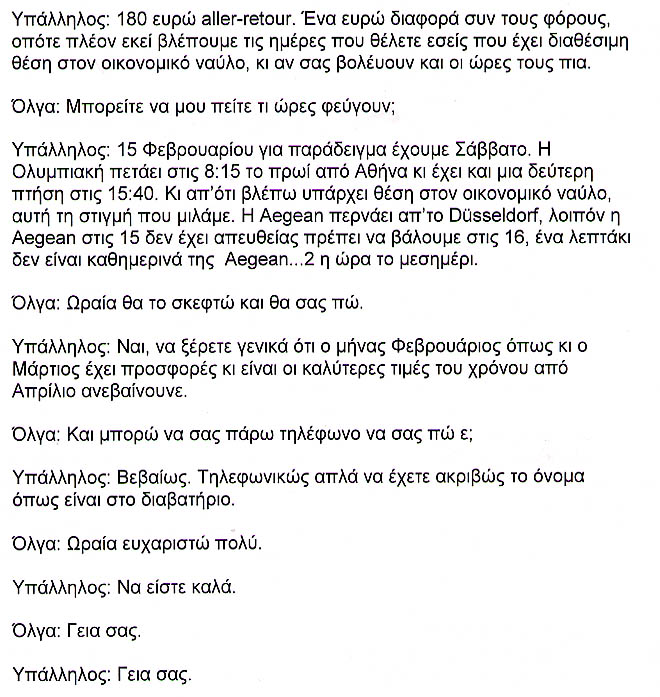 Υπάλληλος: 180 ευρώ aller-retour. Ένα ευρώ διαφορά συν τους φόρους,
οπότε πλέον εκεί βλέπουμε τις ημέρες που θέλετε εσείς που έχει διαθέσιμη
θέση στον οικονομικό ναύλο, κι αν σας βολέυουν και οι ώρες τους πια.
Όλγα: Μπορείτε να μου πείτε τι ώρες φεύγουν;
Υπάλληλος: 15 Φεβρουαρίου για παράδειγμα έχουμε Σάββατο. Η
Ολυμπιακή πετάει στις 8:15 το πρωί από Αθήνα κι έχει και μια δεύτερη
πτήση στις 15:40. Κι απ'ότι βλέπω υπάρχει θέση στον οικονομικό ναύλο,
αυτή τη στιγμή που μιλάμε. Η Aegean περνάει απ'το Düsseldorf, λοιπόν η
Aegean στις 15 δεν έχει απευθείας πρέπει να βάλουμε στις 16, ένα λεπτάκι
δεν είναι καθημερινά της Aegean...2 η ώρα το μεσημέρι.
Όλγα: Ωραία θα το σκεφτώ και θα σας πώ.
Υπάλληλος: Ναι, να ξέρετε γενικά ότι ο μήνας Φεβρουάριος όπως κι ο
Μάρτιος έχει προσφορές κι είναι οι καλύτερες τιμές του χρόνου από
Απρίλιο ανεβαίνουνε.
Όλγα: Και μπορώ να σας πάρω τηλέφωνο να σας πώ ε;
Υπάλληλος: Βεβαίως. Τηλεφωνικώς απλά να έχετε ακριβώς το όνομα
όπως είναι στο διαβατήριο.
Όλγα: Ωραία ευχαριστώ πολύ.
Υπάλληλος: Να είστε καλά.
Όλγα: Γεια σας.
Υπάλληλος: Γεια σας.